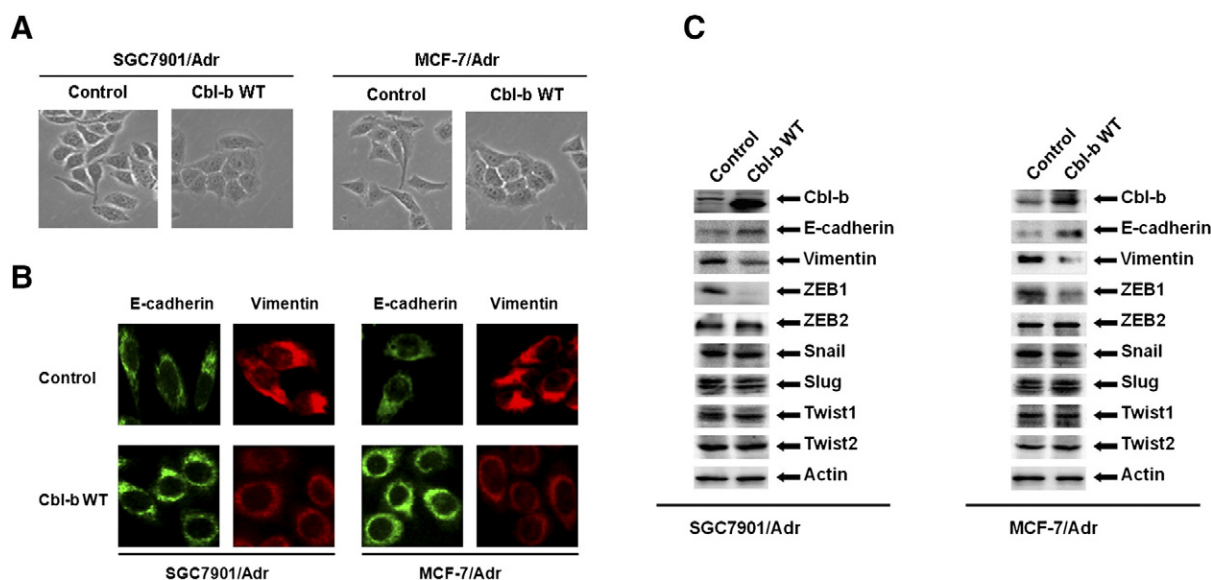 A
SGC7901/Adr
MCF-7/Adr
Control
Cbl-b WT
Control
Cbl-b WT
B
E-cadherin
Vimentin
E-cadherin
Vimentin
Control
Cbl-b WT
SGC7901/Adr
MCF-7/Adr
C
Control
Cbl-b WT
Cbl-b
E-cadherin
Vimentin
ZEB1
ZEB2
Snail
Slug
Twist1
Twist2
Actin
SGC7901/Adr
Control
Cbl-b WT
Cbl-b
E-cadherin
Vimentin
ZEB1
ZEB2
Snail
Slug
Twist1
Twist2
Actin
MCF-7/Adr